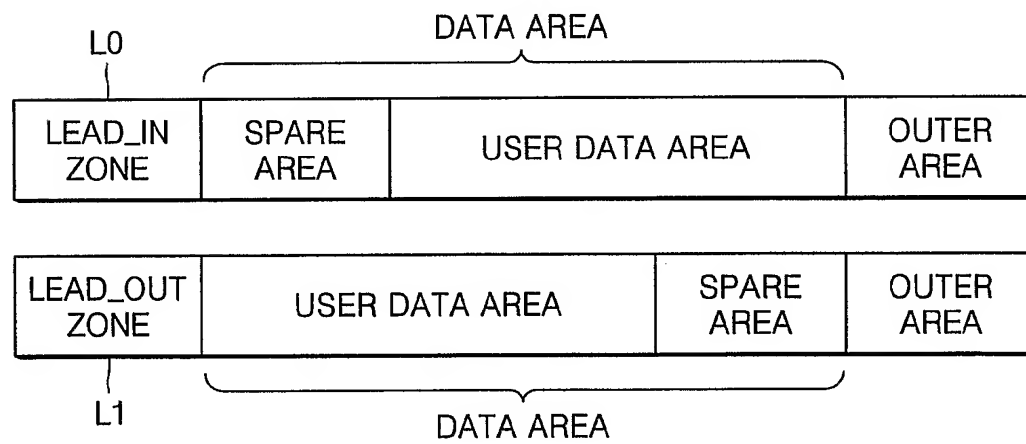 DATA AREA
L0
LEAD_IN
ZONE
SPARE
AREA
USER DATA AREA
OUTER
AREA
LEAD_OUT
ZONE
USER DATA AREA
SPARE
AREA
OUTER
AREA
L1
DATA AREA